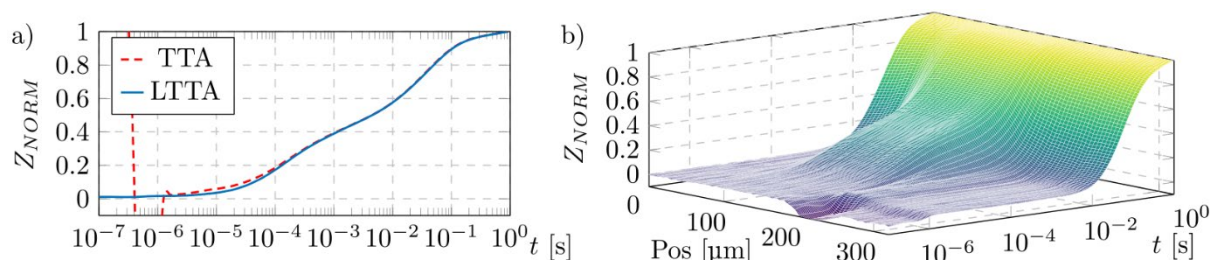 a)
Z_NORM
1
0.8
0.6
0.4
0.2
0
TTA
LTTA
10^-7 10^-6 10^-5 10^-4 10^-3 10^-2 10^-1 10^0 t [s]
b)
Z_NORM
1
0.8
0.6
0.4
0.2
0
0 100 200 300
Pos [µm]
10^-6 10^-4 10^-2 10^0
t [s]